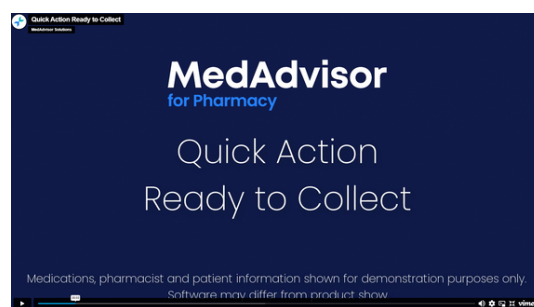 Quick Action Ready to Collect
MedAdvisor Solutions
MedAdvisor
for Pharmacy
Quick Action
Ready to Collect
Medications, pharmacist and patient information shown for demonstration purposes only.
Software may differ from product show
vimeo